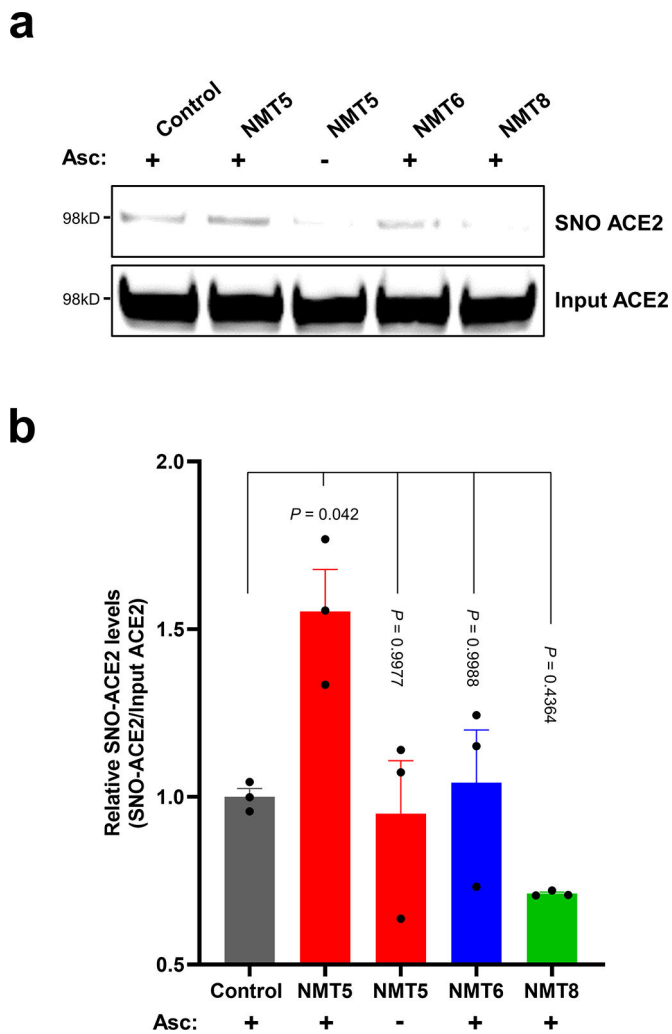 a
Control NMT5 NMT5 NMT6 NMT8
Asc: + + - + +
98kD
SNO ACE2
98kD
Input ACE2
b
Relative SNO-ACE2 levels
(SNO-ACE2/Input ACE2)
2.0
1.5
1.0
0.5
P = 0.042
P = 0.9977
P = 0.9988
P = 0.4364
Control NMT5 NMT5 NMT6 NMT8
Asc: + + - + +